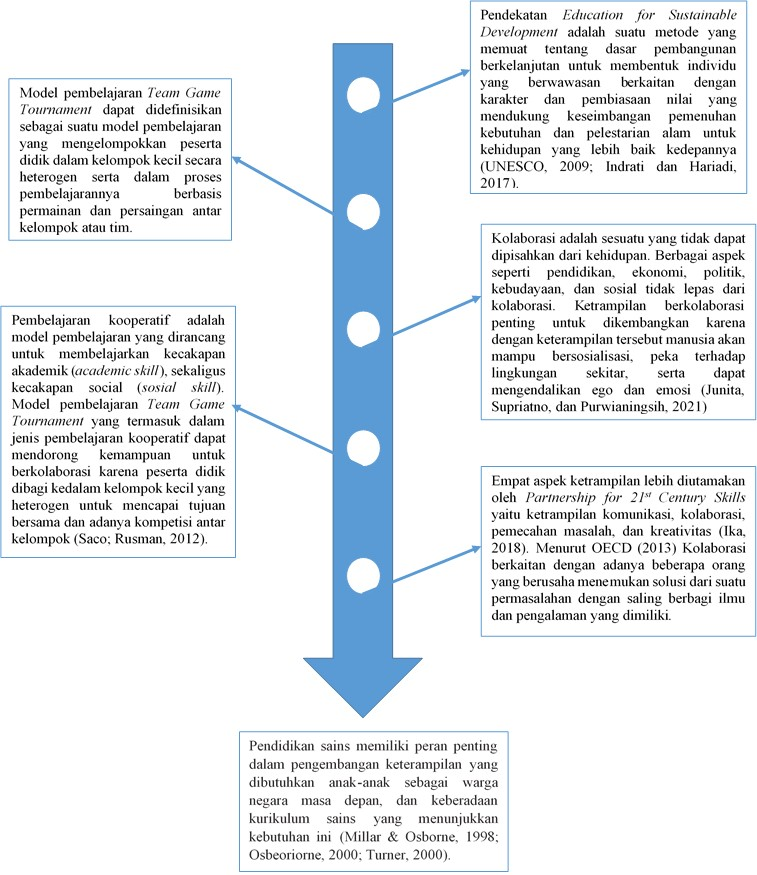 Pendekatan Education for Sustainable
Development adalah suatu metode yang
memuat tentang dasar pembangunan
berkelanjutan untuk membentuk individu
yang berwawasan berkaitan dengan
karakter dan pembiasaan nilai yang
mendukung keseimbangan pemenuhan
kebutuhan dan pelestarian alam untuk
kehidupan yang lebih baik kedepannya
(UNESCO, 2009; Indrati dan Hariadi,
2017).
Model pembelajaran Team Game
Tournament dapat didefinisikan
sebagai suatu model pembelajaran
yang mengelompokkan peserta
didik dalam kelompok kecil secara
heterogen serta dalam proses
pembelajarannya berbasis
permainan dan persaingan antar
kelompok atau tim.
Kolaborasi adalah sesuatu yang tidak dapat
dipisahkan dari kehidupan. Berbagai aspek
seperti pendidikan, ekonomi, politik,
kebudayaan, dan sosial tidak lepas dari
kolaborasi. Ketrampilan berkolaborasi
penting untuk dikembangkan karena
dengan keterampilan tersebut manusia akan
mampu bersosialisasi, peka terhadap
lingkungan sekitar, serta dapat
mengendalikan ego dan emosi (Junita,
Supriatno, dan Purwianingsih, 2021)
Pembelajaran kooperatif adalah
model pembelajaran yang dirancang
untuk membelajarkan kecakapan
akademik (academic skill), sekaligus
kecakapan social (sosial skill).
Model pembelajaran Team Game
Tournament yang termasuk dalam
jenis pembelajaran kooperatif dapat
mendorong kemampuan untuk
berkolaborasi karena peserta didik
dibagi kedalam kelompok kecil yang
heterogen untuk mencapai tujuan
bersama dan adanya kompetisi antar
kelompok (Saco; Rusman, 2012).
Empat aspek ketrampilan lebih diutamakan
oleh Partnership for 21st Century Skills
yaitu ketrampilan komunikasi, kolaborasi,
pemecahan masalah, dan kreativitas (Ika,
2018). Menurut OECD (2013) Kolaborasi
berkaitan dengan adanya beberapa orang
yang berusaha menemukan solusi dari suatu
permasalahan dengan saling berbagi ilmu
dan pengalaman yang dimiliki.
Pendidikan sains memiliki peran penting
dalam pengembangan keterampilan yang
dibutuhkan anak-anak sebagai warga
negara masa depan, dan keberadaan
kurikulum sains yang menunjukkan
kebutuhan ini (Millar & Osborne, 1998;
Osbeoriorne, 2000; Turner, 2000).